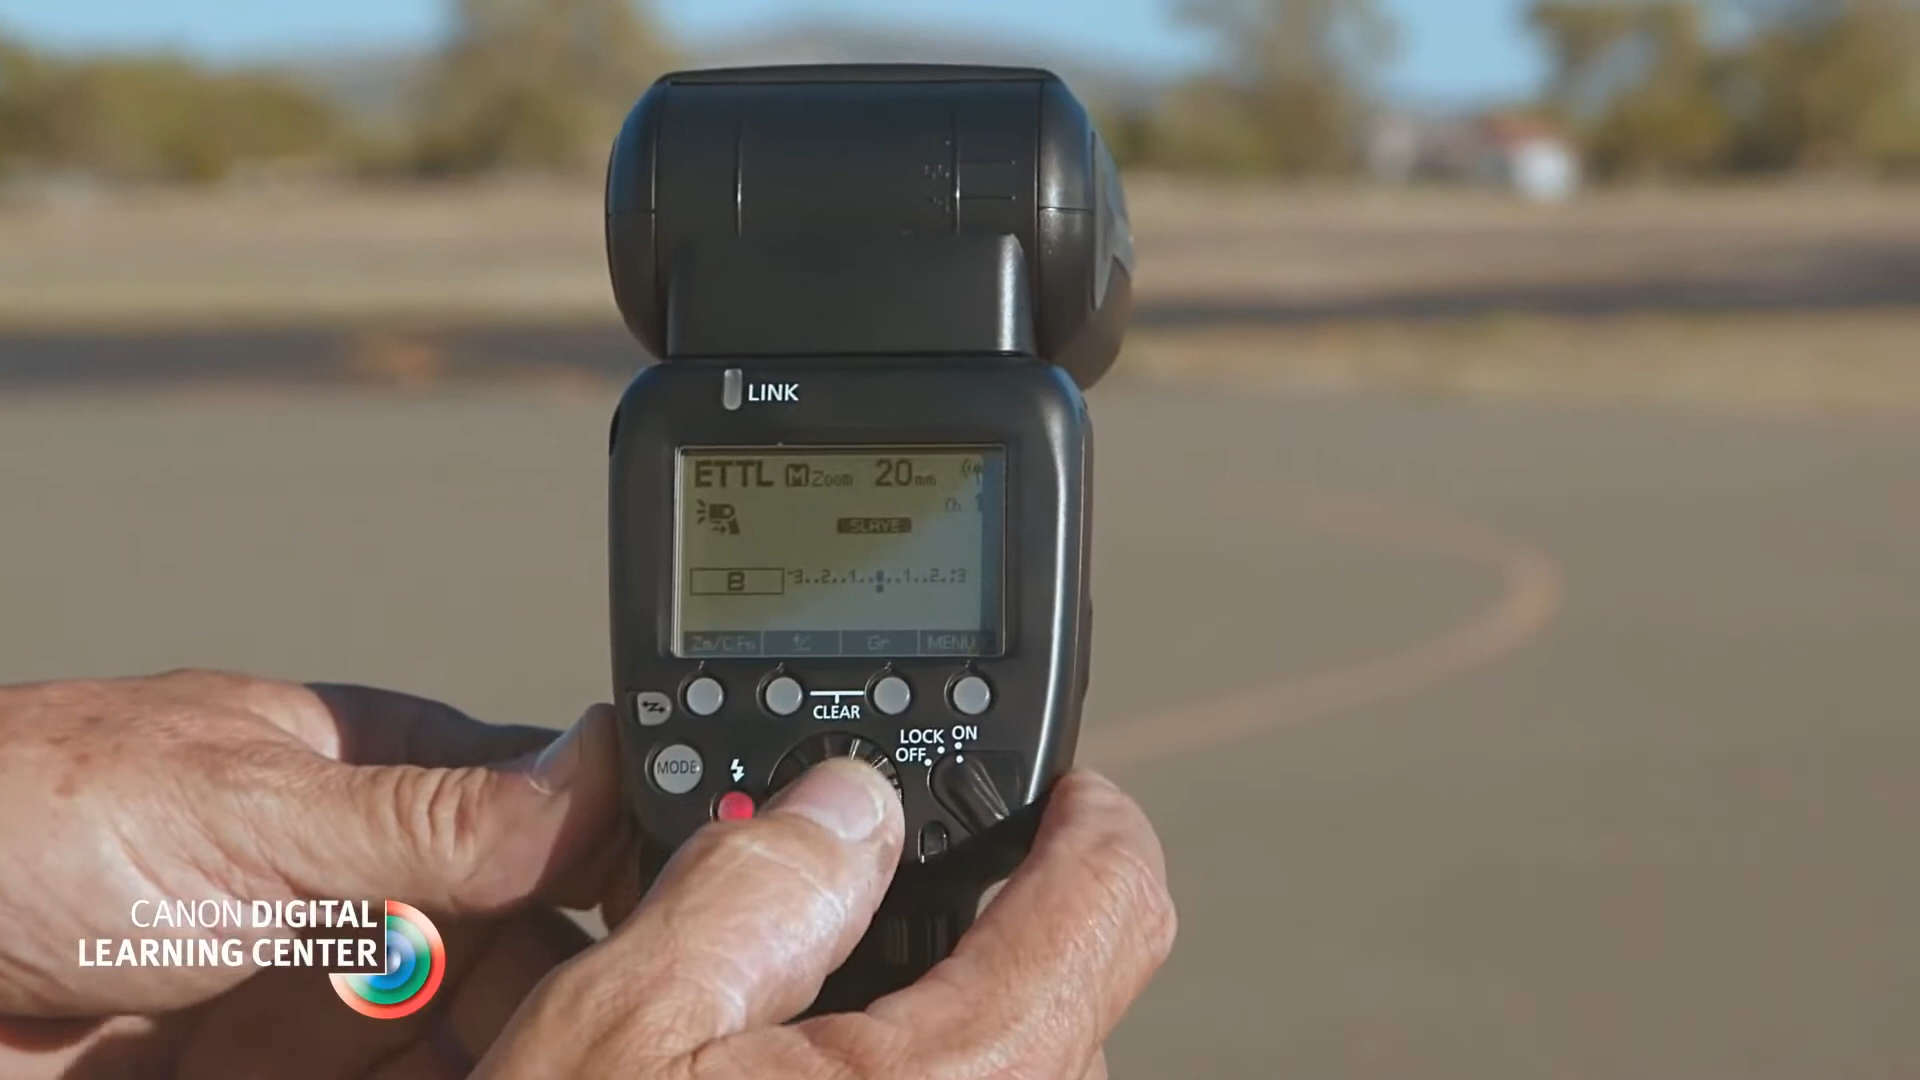 LINK
ETTL M Zoom 20mm
SLAVE
B -3..2..1....1..2..:3
Zm/C.Fn +/- Gr MENU
CLEAR
LOCK ON
OFF
MODE
CANON DIGITAL
LEARNING CENTER